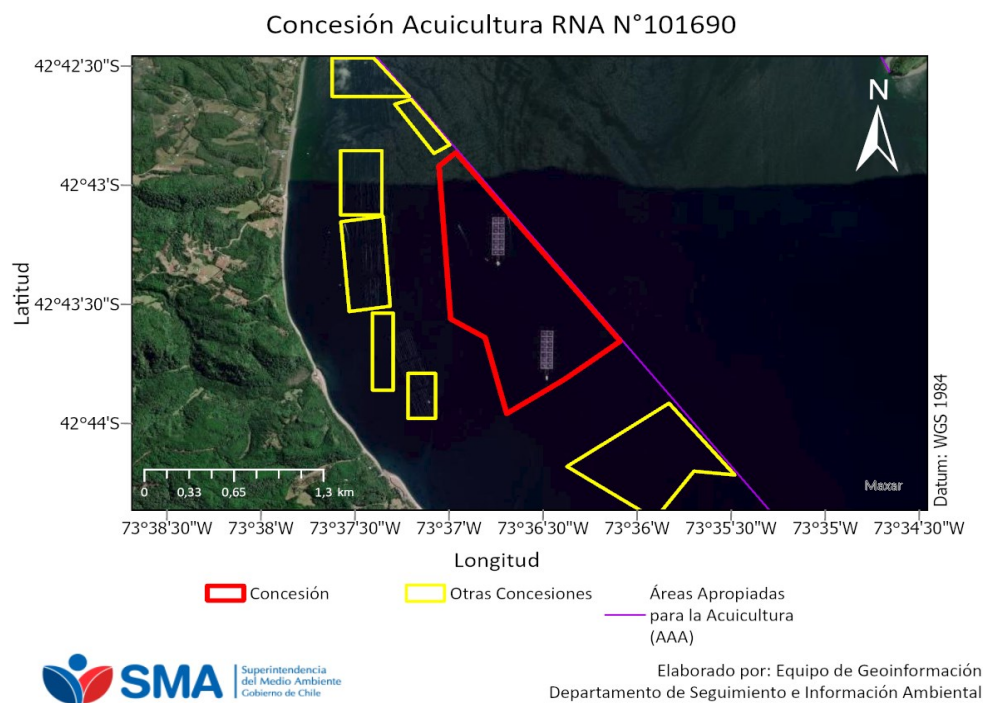 Concesión Acuicultura RNA N°101690
42°42'30"S
42°43'S
42°43'30"S
42°44'S
Latitud
N
Datum: WGS 1984
0 0,33 0,65 1,3 km
Maxar
73°38'30"W 73°38'W 73°37'30"W 73°37'W 73°36'30"W 73°36'W 73°35'30"W 73°35'W 73°34'30"W
Longitud
Concesión
Otras Concesiones
Áreas Apropiadas
para la Acuicultura
(AAA)
SMA
Superintendencia
del Medio Ambiente
Gobierno de Chile
Elaborado por: Equipo de Geoinformación
Departamento de Seguimiento e Información Ambiental